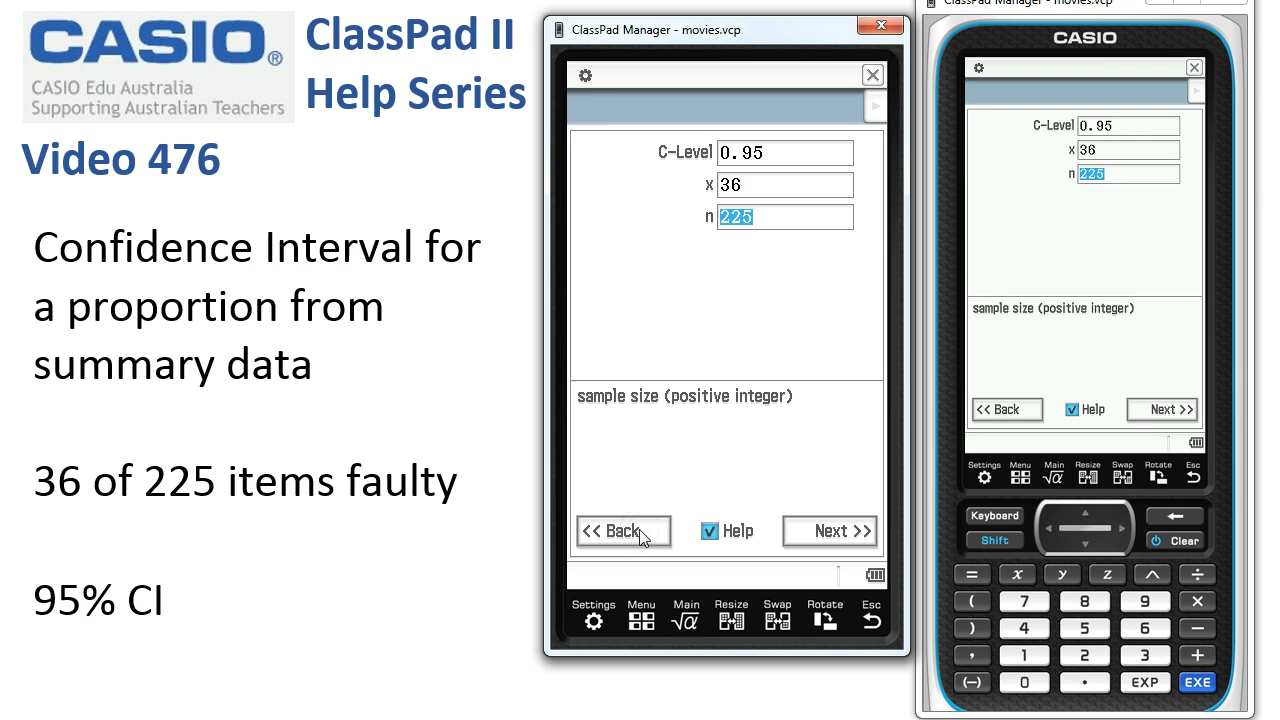 CASIO®
CASIO Edu Australia
Supporting Australian Teachers
ClassPad II
Help Series
Video 476
Confidence Interval for
a proportion from
summary data
36 of 225 items faulty
95% CI
ClassPad Manager - movies.vcp
C-Level 0.95
x 36
n 225
sample size (positive integer)
<< Back Help Next >>
Settings Menu Main Resize Swap Rotate Esc
√α
ClassPad Manager - movies.vcp
CASIO
C-Level 0.95
x 36
n 225
sample size (positive integer)
<< Back Help Next >>
Settings Menu Main Resize Swap Rotate Esc
√α
Keyboard
Shift Clear
= x y z ^ ÷
( 7 8 9 ×
) 4 5 6 −
, 1 2 3 +
(−) 0 • EXP EXE